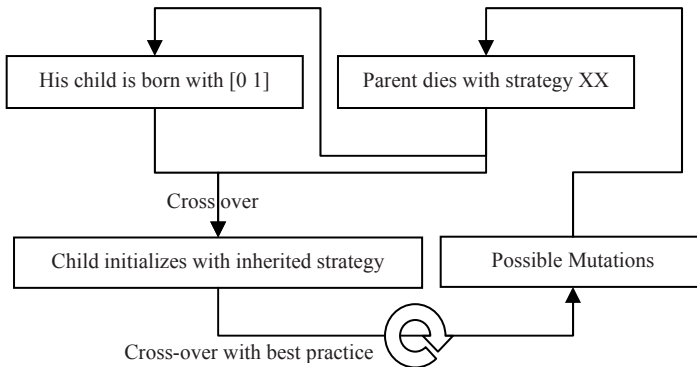 His child is born with [0 1]
Parent dies with strategy XX
Cross over
Child initializes with inherited strategy
Possible Mutations
Cross-over with best practice